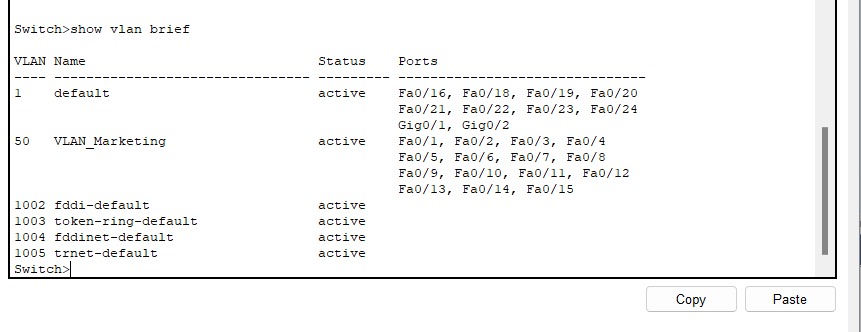 Switch>show vlan brief
VLAN Name Status Ports
---- -------------------------------- --------- -------------------------------
1 default active Fa0/16, Fa0/18, Fa0/19, Fa0/20
Fa0/21, Fa0/22, Fa0/23, Fa0/24
Gig0/1, Gig0/2
50 VLAN_Marketing active Fa0/1, Fa0/2, Fa0/3, Fa0/4
Fa0/5, Fa0/6, Fa0/7, Fa0/8
Fa0/9, Fa0/10, Fa0/11, Fa0/12
Fa0/13, Fa0/14, Fa0/15
1002 fddi-default active
1003 token-ring-default active
1004 fddinet-default active
1005 trnet-default active
Switch>
Copy Paste